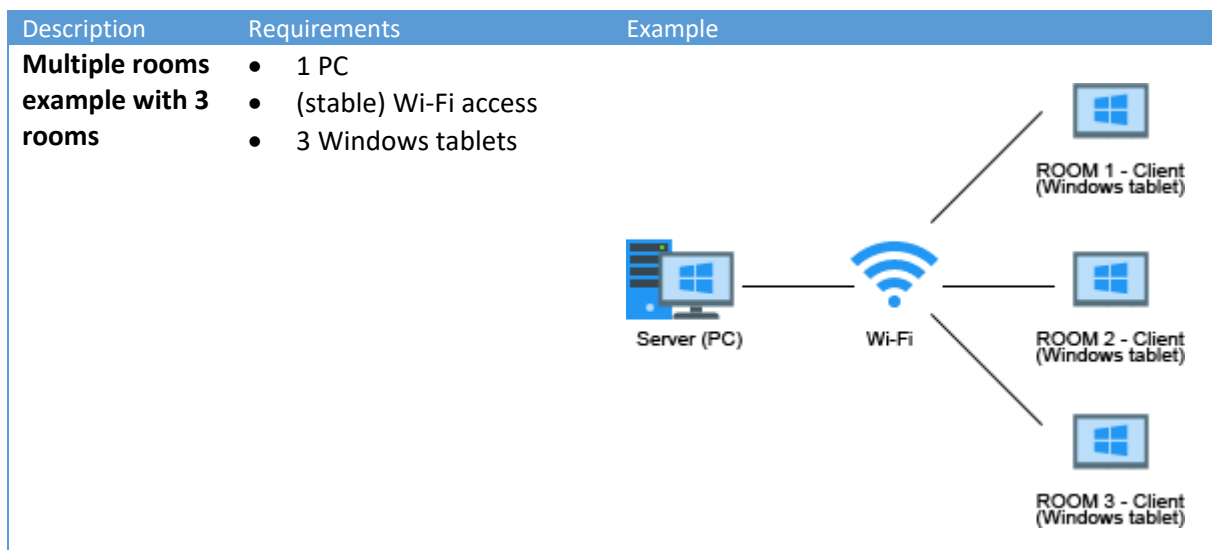 Description Requirements Example
Multiple rooms
example with 3
rooms
• 1 PC
• (stable) Wi-Fi access
• 3 Windows tablets
ROOM 1 - Client
(Windows tablet)
Server (PC)
Wi-Fi
ROOM 2 - Client
(Windows tablet)
ROOM 3 - Client
(Windows tablet)